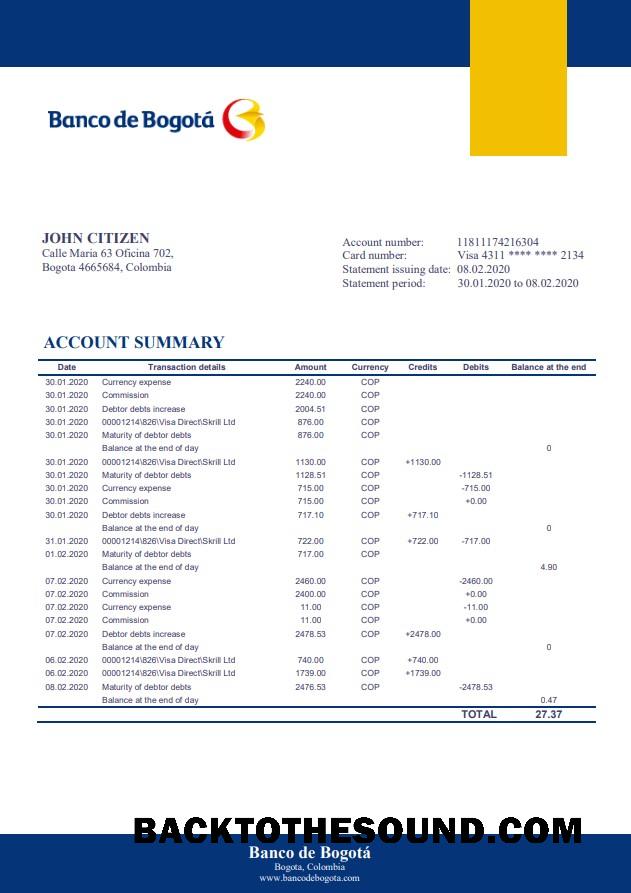 Banco de Bogotá
JOHN CITIZEN
Calle Maria 63 Oficina 702,
Bogota 4665684, Colombia
Account number: 11811174216304
Card number: Visa 4311 **** **** 2134
Statement issuing date: 08.02.2020
Statement period: 30.01.2020 to 08.02.2020
ACCOUNT SUMMARY
Date Transaction details Amount Currency Credits Debits Balance at the end
30.01.2020 Currency expense 2240.00 COP
30.01.2020 Commission 2240.00 COP
30.01.2020 Debtor debts increase 2004.51 COP
30.01.2020 00001214\826\Visa Direct\Skrill Ltd 876.00 COP
30.01.2020 Maturity of debtor debts 876.00 COP
Balance at the end of day 0
30.01.2020 00001214\826\Visa Direct\Skrill Ltd 1130.00 COP +1130.00
30.01.2020 Maturity of debtor debts 1128.51 COP -1128.51
30.01.2020 Currency expense 715.00 COP -715.00
30.01.2020 Commission 715.00 COP +0.00
30.01.2020 Debtor debts increase 717.10 COP +717.10
Balance at the end of day 0
31.01.2020 00001214\826\Visa Direct\Skrill Ltd 722.00 COP +722.00 -717.00
01.02.2020 Maturity of debtor debts 717.00 COP
Balance at the end of day 4.90
07.02.2020 Currency expense 2460.00 COP -2460.00
07.02.2020 Commission 2400.00 COP +0.00
07.02.2020 Currency expense 11.00 COP -11.00
07.02.2020 Commission 11.00 COP +0.00
07.02.2020 Debtor debts increase 2478.53 COP +2478.00
Balance at the end of day 0
06.02.2020 00001214\826\Visa Direct\Skrill Ltd 740.00 COP +740.00
06.02.2020 00001214\826\Visa Direct\Skrill Ltd 1739.00 COP +1739.00
08.02.2020 Maturity of debtor debts 2476.53 COP -2478.53
Balance at the end of day 0.47
TOTAL 27.37
BACKTOTHESOUND.COM
Banco de Bogotá
Bogota, Colombia
www.bancodebogota.com